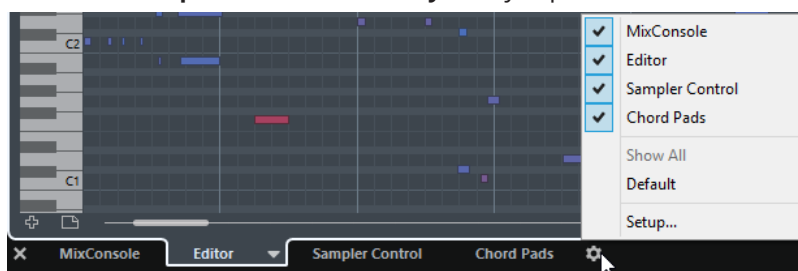 C2
C1
MixConsole
Editor
Sampler Control
Chord Pads
Show All
Default
Setup...
MixConsole Editor Sampler Control Chord Pads